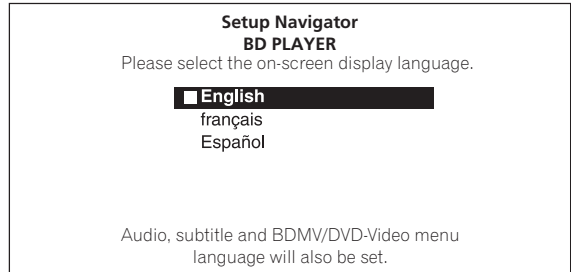 Setup Navigator
BD PLAYER
Please select the on-screen display language.
English
français
Español
Audio, subtitle and BDMV/DVD-Video menu
language will also be set.